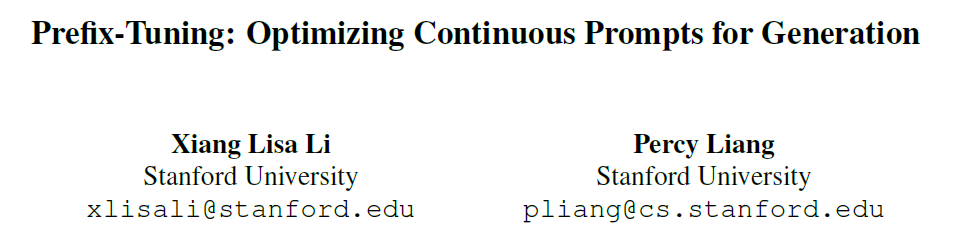 Prefix-Tuning: Optimizing Continuous Prompts for Generation
Xiang Lisa Li
Stanford University
xlisali@stanford.edu
Percy Liang
Stanford University
pliang@cs.stanford.edu